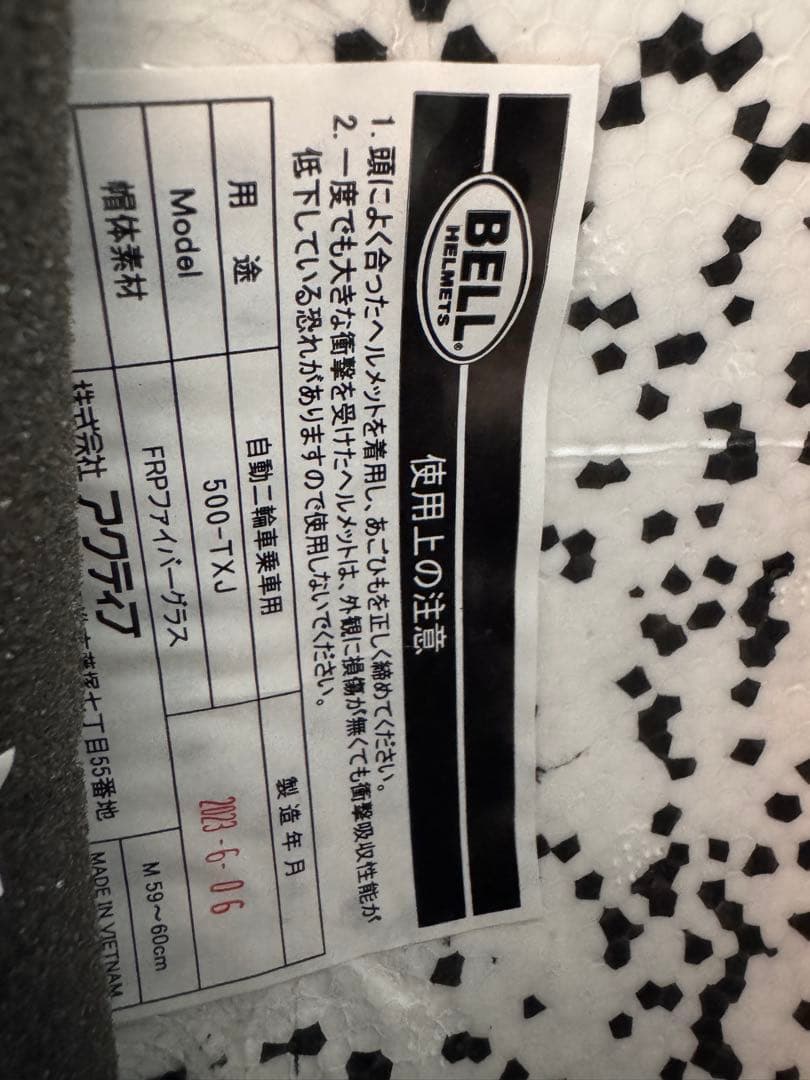 BELL
HELMETS®
使用上の注意
1. 頭によく合ったヘルメットを着用し、あごひもを正しく締めてください。
2. 一度でも大きな衝撃を受けたヘルメットは、外観に損傷が無くても衝撃吸収性能が
低下している恐れがありますので使用しないでください。
用途 自動二輪車乗車用 製造年月
Model 500-TXJ 2023-6-06
帽体素材 FRPファイバーグラス M 59~60cm
株式会社 アクティブ MADE IN VIETNAM
七丁目55番地